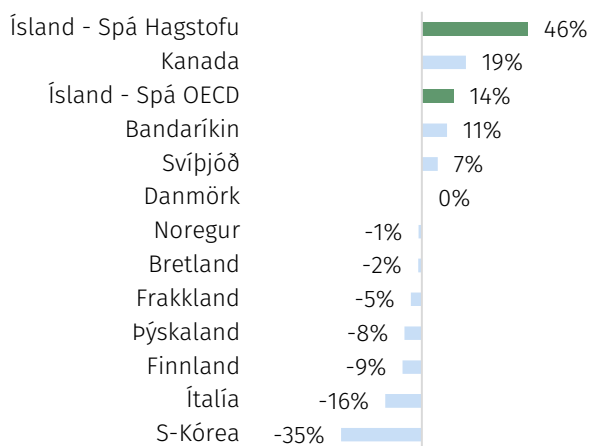 Ísland - Spá Hagstofu 46%
Kanada 19%
Ísland - Spá OECD 14%
Bandaríkin 11%
Svíþjóð 7%
Danmörk 0%
Noregur -1%
Bretland -2%
Frakkland -5%
Þýskaland -8%
Finnland -9%
Ítalía -16%
S-Kórea -35%